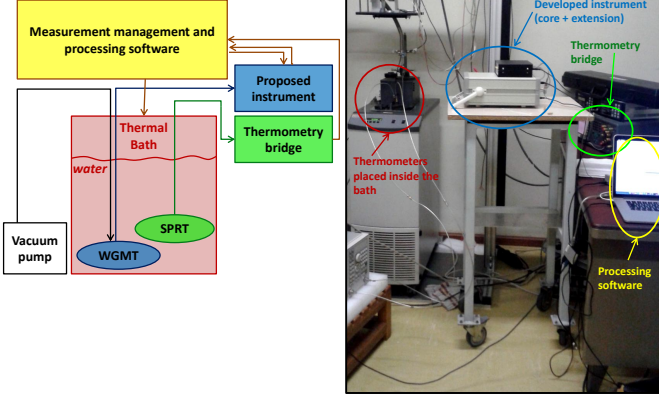 Measurement management and
processing software
Proposed
instrument
Thermometry
bridge
Thermal
Bath
water
SPRT
WGMT
Vacuum
pump
Developed instrument
(core + extension)
Thermometry
bridge
Thermometers
placed inside the
bath
Processing
software